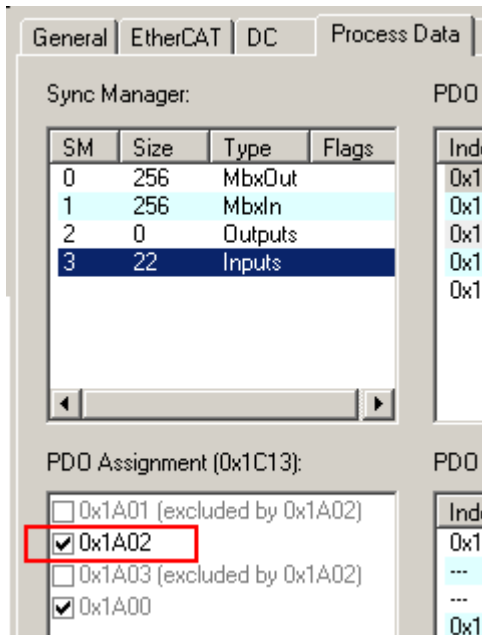 General EtherCAT DC Process Data
Sync Manager: PDO
SM Size Type Flags Ind
0 256 MbxOut 0x1
1 256 MbxIn 0x1
2 0 Outputs 0x1
3 22 Inputs 0x1
0x1
PDO Assignment (0x1C13): PDO
0x1A01 (excluded by 0x1A02) Ind
0x1A02 0x1
0x1A03 (excluded by 0x1A02) ---
0x1A00 ---
0x1